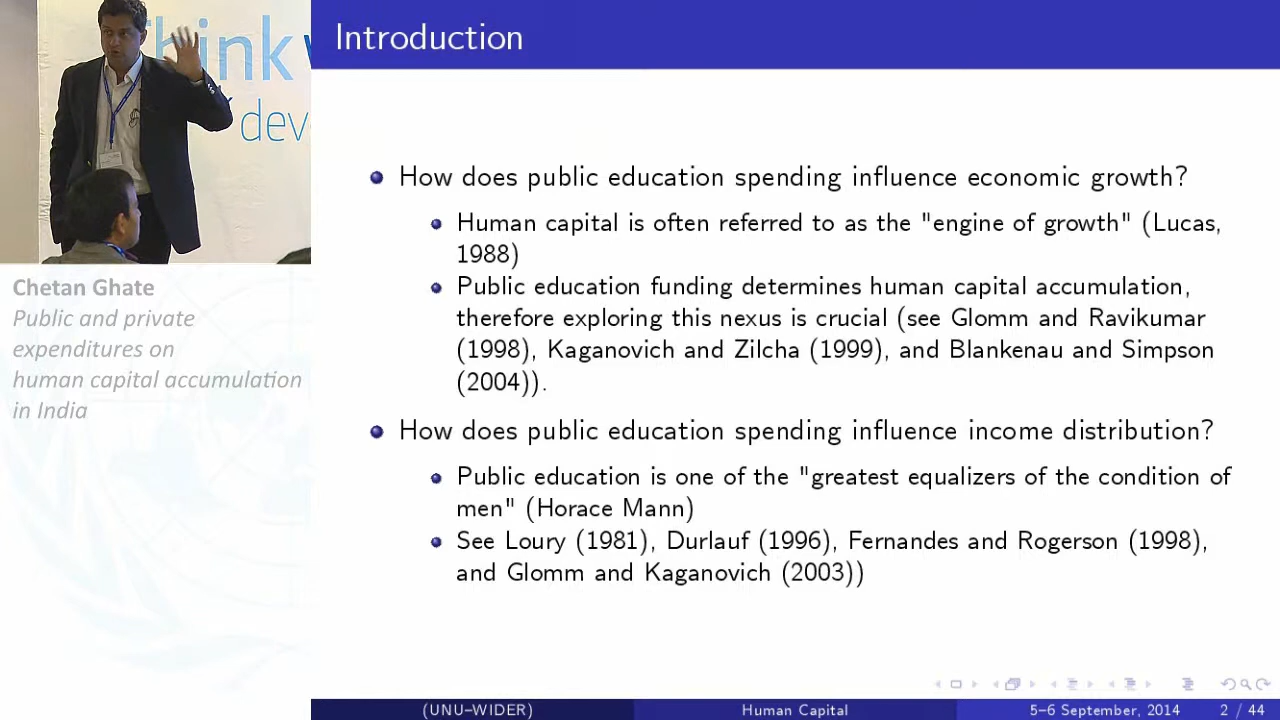 Think
dev
Introduction
How does public education spending influence economic growth?
Human capital is often referred to as the "engine of growth" (Lucas,
1988)
Public education funding determines human capital accumulation,
therefore exploring this nexus is crucial (see Glomm and Ravikumar
(1998), Kaganovich and Zilcha (1999), and Blankenau and Simpson
(2004)).
How does public education spending influence income distribution?
Public education is one of the "greatest equalizers of the condition of
men" (Horace Mann)
See Loury (1981), Durlauf (1996), Fernandes and Rogerson (1998),
and Glomm and Kaganovich (2003))
Chetan Ghate
Public and private
expenditures on
human capital accumulation
in India
(UNU–WIDER) Human Capital 5–6 September, 2014 2 / 44